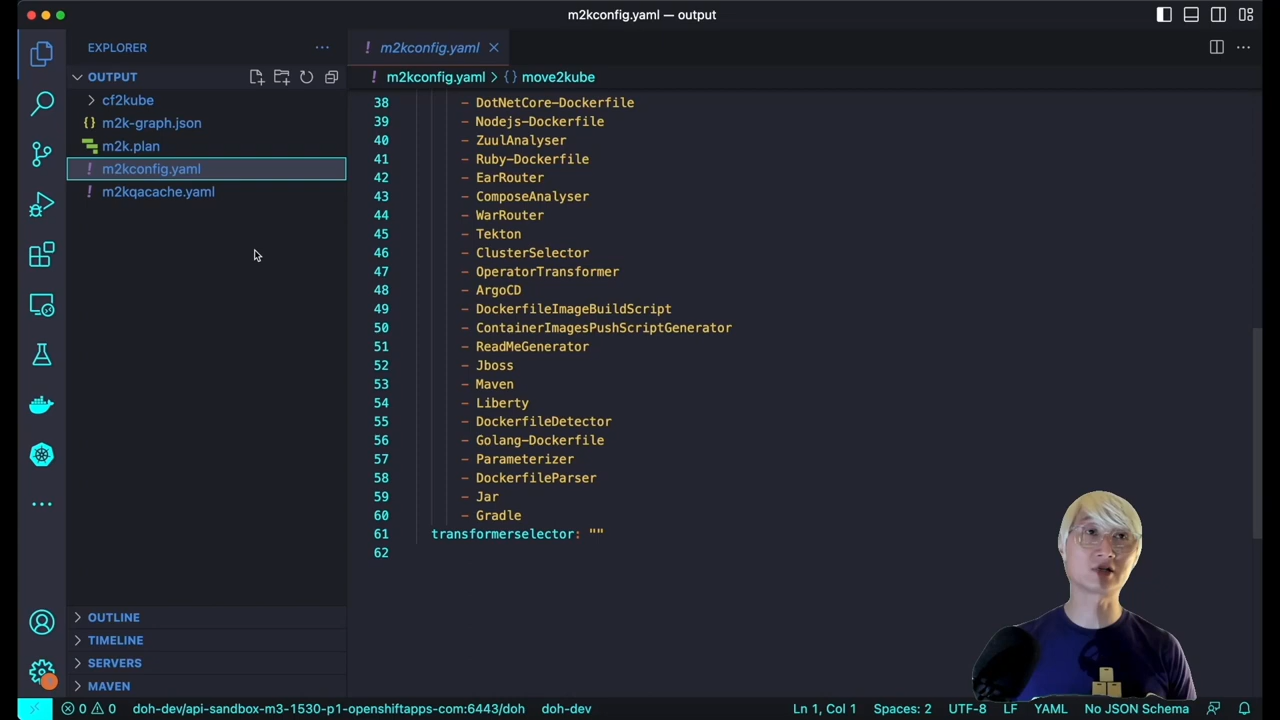 m2kconfig.yaml — output
EXPLORER
m2kconfig.yaml
OUTPUT
m2kconfig.yaml > {} move2kube
cf2kube
m2k-graph.json
m2k.plan
m2kconfig.yaml
m2kqacache.yaml
38 - DotNetCore-Dockerfile
39 - Nodejs-Dockerfile
40 - ZuulAnalyser
41 - Ruby-Dockerfile
42 - EarRouter
43 - ComposeAnalyser
44 - WarRouter
45 - Tekton
46 - ClusterSelector
47 - OperatorTransformer
48 - ArgoCD
49 - DockerfileImageBuildScript
50 - ContainerImagesPushScriptGenerator
51 - ReadMeGenerator
52 - Jboss
53 - Maven
54 - Liberty
55 - DockerfileDetector
56 - Golang-Dockerfile
57 - Parameterizer
58 - DockerfileParser
59 - Jar
60 - Gradle
61 transformerselector: ""
62
OUTLINE
TIMELINE
SERVERS
MAVEN
0 0 doh-dev/api-sandbox-m3-1530-p1-openshiftapps-com:6443/doh doh-dev Ln 1, Col 1 Spaces: 2 UTF-8 LF YAML No JSON Schema